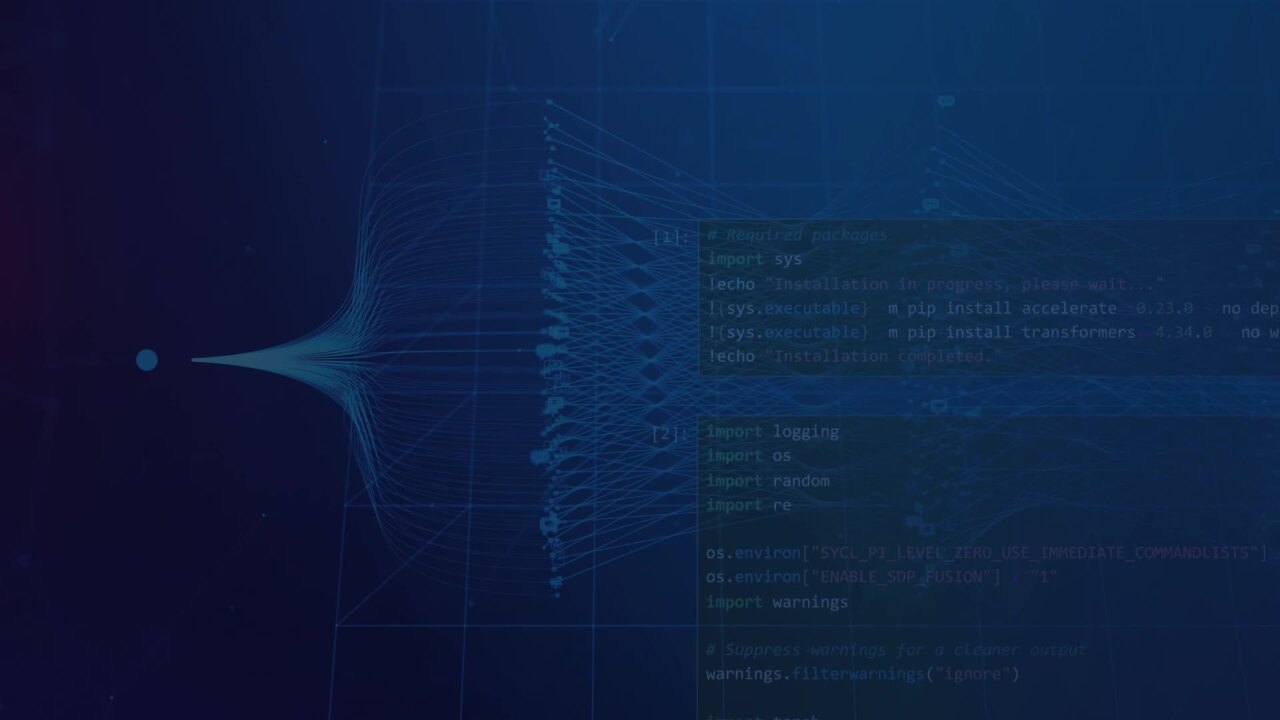 [1]:
# Required packages
import sys
!echo "Installation in progress, please wait..."
!{sys.executable} m pip install accelerate 0.23.0 no dep
!{sys.executable} m pip install transformers 4.34.0 no w
!echo "Installation completed."
[2]:
import logging
import os
import random
import re
os.environ["SYCL_PI_LEVEL_ZERO_USE_IMMEDIATE_COMMANDLISTS"]
os.environ["ENABLE_SDP_FUSION"] "1"
import warnings
# Suppress warnings for a cleaner output
warnings.filterwarnings("ignore")